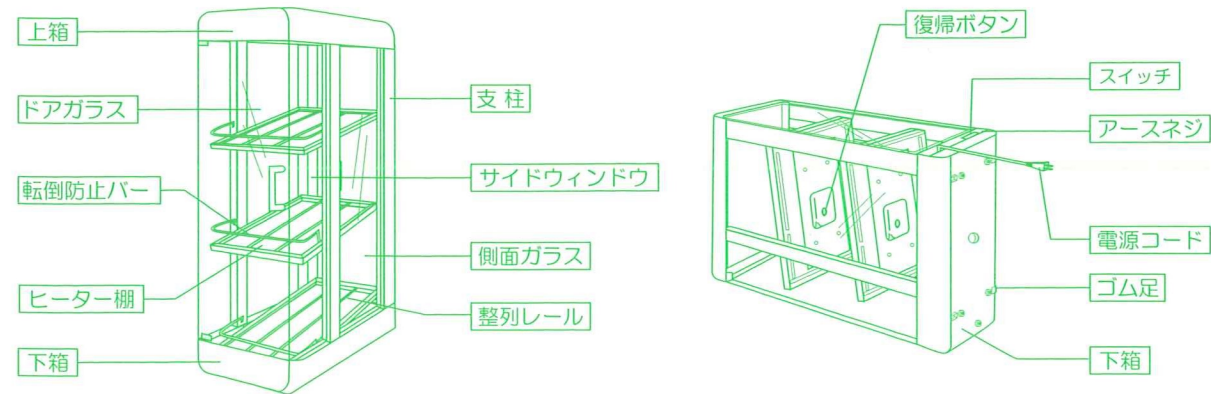 上箱
ドアガラス
転倒防止バー
ヒーター棚
下箱
支柱
サイドウィンドウ
側面ガラス
整列レール
復帰ボタン
スイッチ
アースネジ
電源コード
ゴム足
下箱